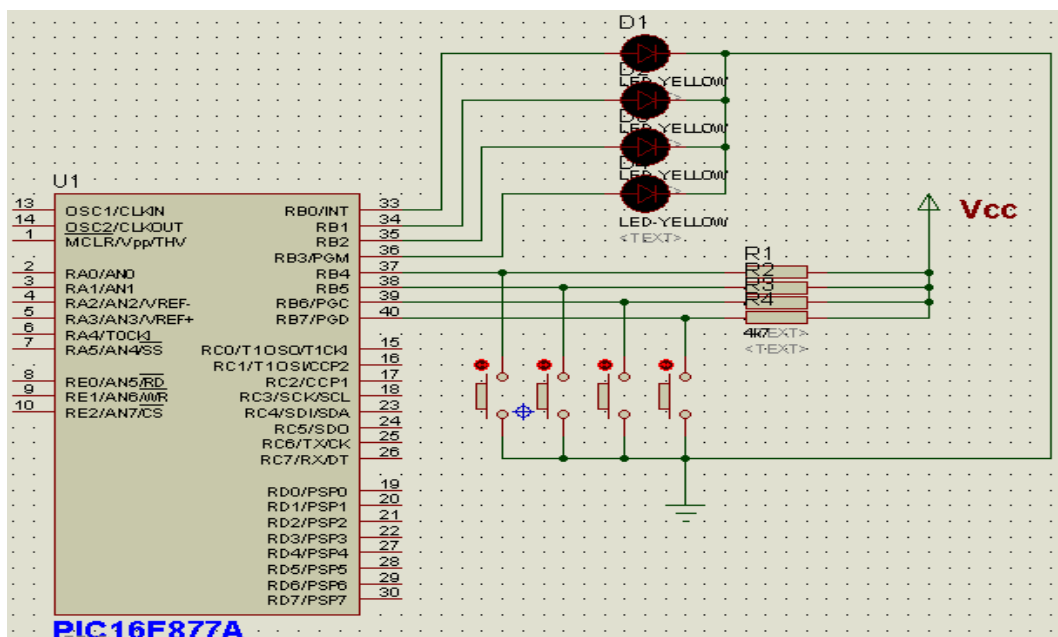 D1
D2
LED-YELLOW
LED-YELLOW
LED-YELLOW
LED-YELLOW
<TEXT>
U1
13 OSC1/CLKIN
14 OSC2/CLKOUT
1 MCLR/Vpp/THV
2 RA0/AN0
3 RA1/AN1
4 RA2/AN2/VREF-
5 RA3/AN3/VREF+
6 RA4/T0CKI
7 RA5/AN4/SS
8 RE0/AN5/RD
9 RE1/AN6/WR
10 RE2/AN7/CS
RB0/INT 33
RB1 34
RB2 35
RB3/PGM 36
RB4 37
RB5 38
RB6/PGC 39
RB7/PGD 40
RC0/T1OSO/T1CKI 15
RC1/T1OSI/CCP2 16
RC2/CCP1 17
RC3/SCK/SCL 18
RC4/SDI/SDA 23
RC5/SDO 24
RC6/TX/CK 25
RC7/RX/DT 26
RD0/PSP0 19
RD1/PSP1 20
RD2/PSP2 21
RD3/PSP3 22
RD4/PSP4 27
RD5/PSP5 28
RD6/PSP6 29
RD7/PSP7 30
PIC16F877A
Vcc
R1
R2
R3
R4
4k7
<TEXT>